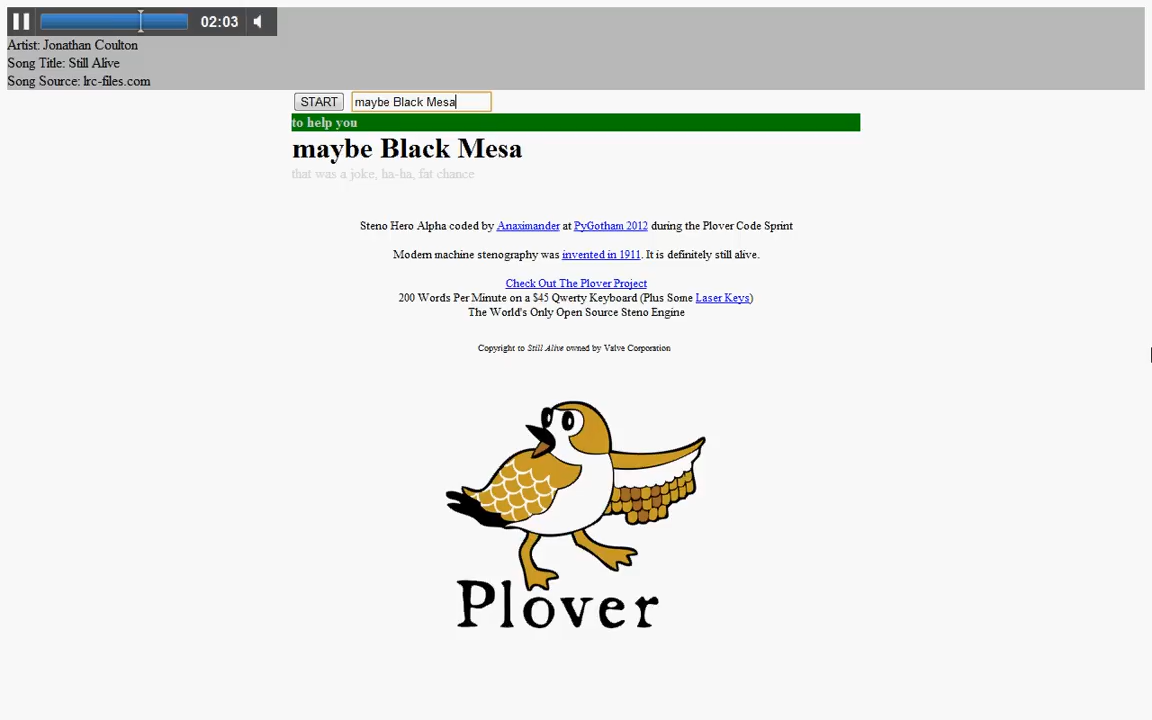 02:03
Artist: Jonathan Coulton
Song Title: Still Alive
Song Source: lrc-files.com
START maybe Black Mesa
to help you
maybe Black Mesa
that was a joke, ha-ha, fat chance
Steno Hero Alpha coded by Anaximander at PyGotham 2012 during the Plover Code Sprint
Modern machine stenography was invented in 1911. It is definitely still alive.
Check Out The Plover Project
200 Words Per Minute on a $45 Qwerty Keyboard (Plus Some Laser Keys)
The World's Only Open Source Steno Engine
Copyright to Still Alive owned by Valve Corporation
Plover